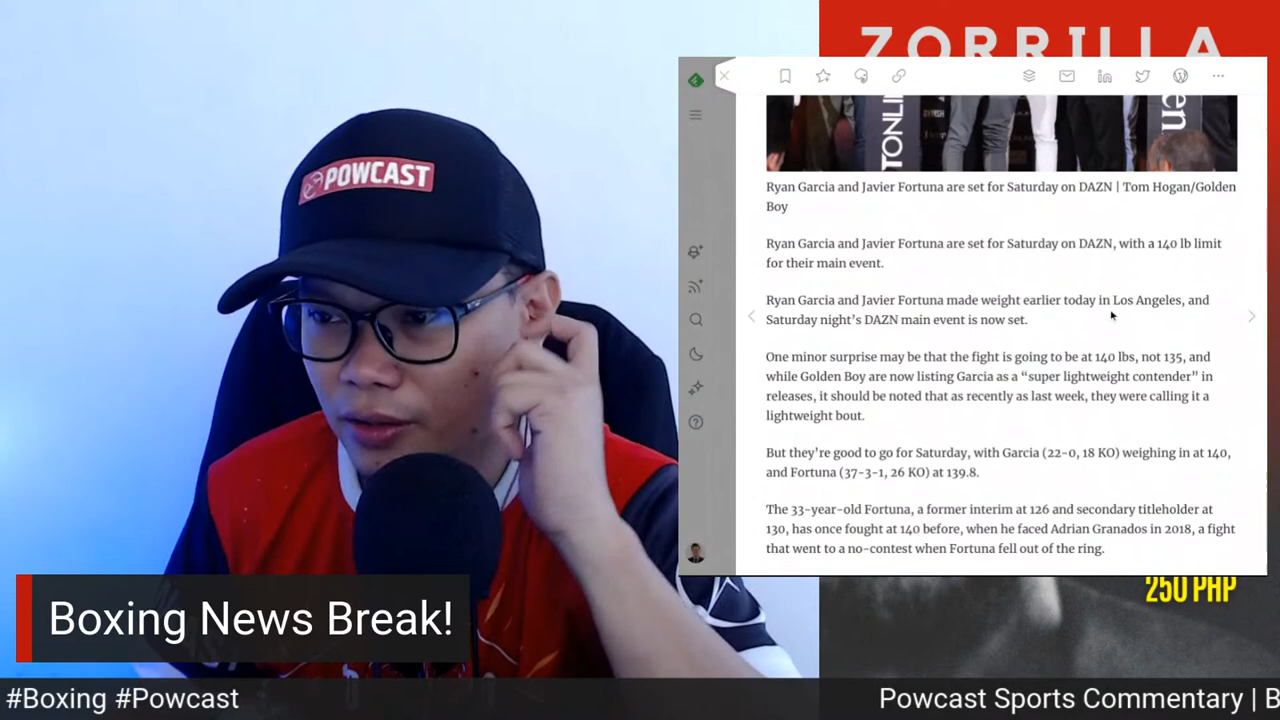 ZORRILLA
POWCAST
TONLIN
en
Ryan Garcia and Javier Fortuna are set for Saturday on DAZN | Tom Hogan/Golden
Boy
Ryan Garcia and Javier Fortuna are set for Saturday on DAZN, with a 140 lb limit
for their main event.
Ryan Garcia and Javier Fortuna made weight earlier today in Los Angeles, and
Saturday night’s DAZN main event is now set.
One minor surprise may be that the fight is going to be at 140 lbs, not 135, and
while Golden Boy are now listing Garcia as a “super lightweight contender” in
releases, it should be noted that as recently as last week, they were calling it a
lightweight bout.
But they’re good to go for Saturday, with Garcia (22-0, 18 KO) weighing in at 140,
and Fortuna (37-3-1, 26 KO) at 139.8.
The 33-year-old Fortuna, a former interim at 126 and secondary titleholder at
130, has once fought at 140 before, when he faced Adrian Granados in 2018, a fight
that went to a no-contest when Fortuna fell out of the ring.
250 PHP
Boxing News Break!
#Boxing #Powcast
Powcast Sports Commentary | B